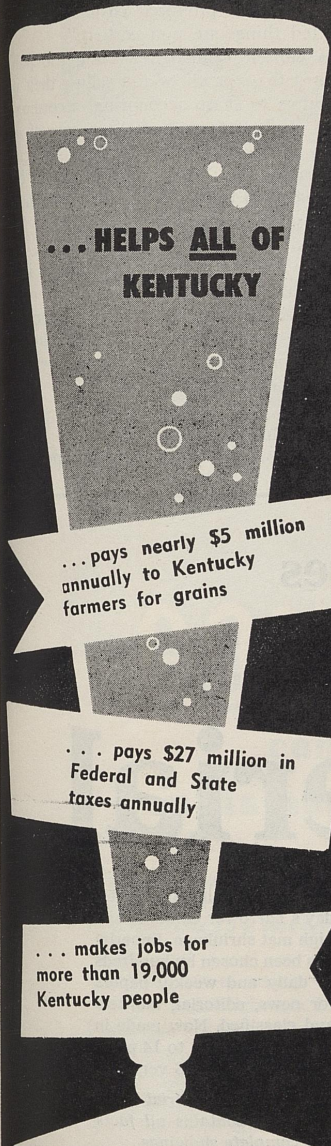 ...HELPS ALL OF
KENTUCKY
...pays nearly $5 million
annually to Kentucky
farmers for grains
... pays $27 million in
Federal and State
taxes annually
... makes jobs for
more than 19,000
Kentucky people